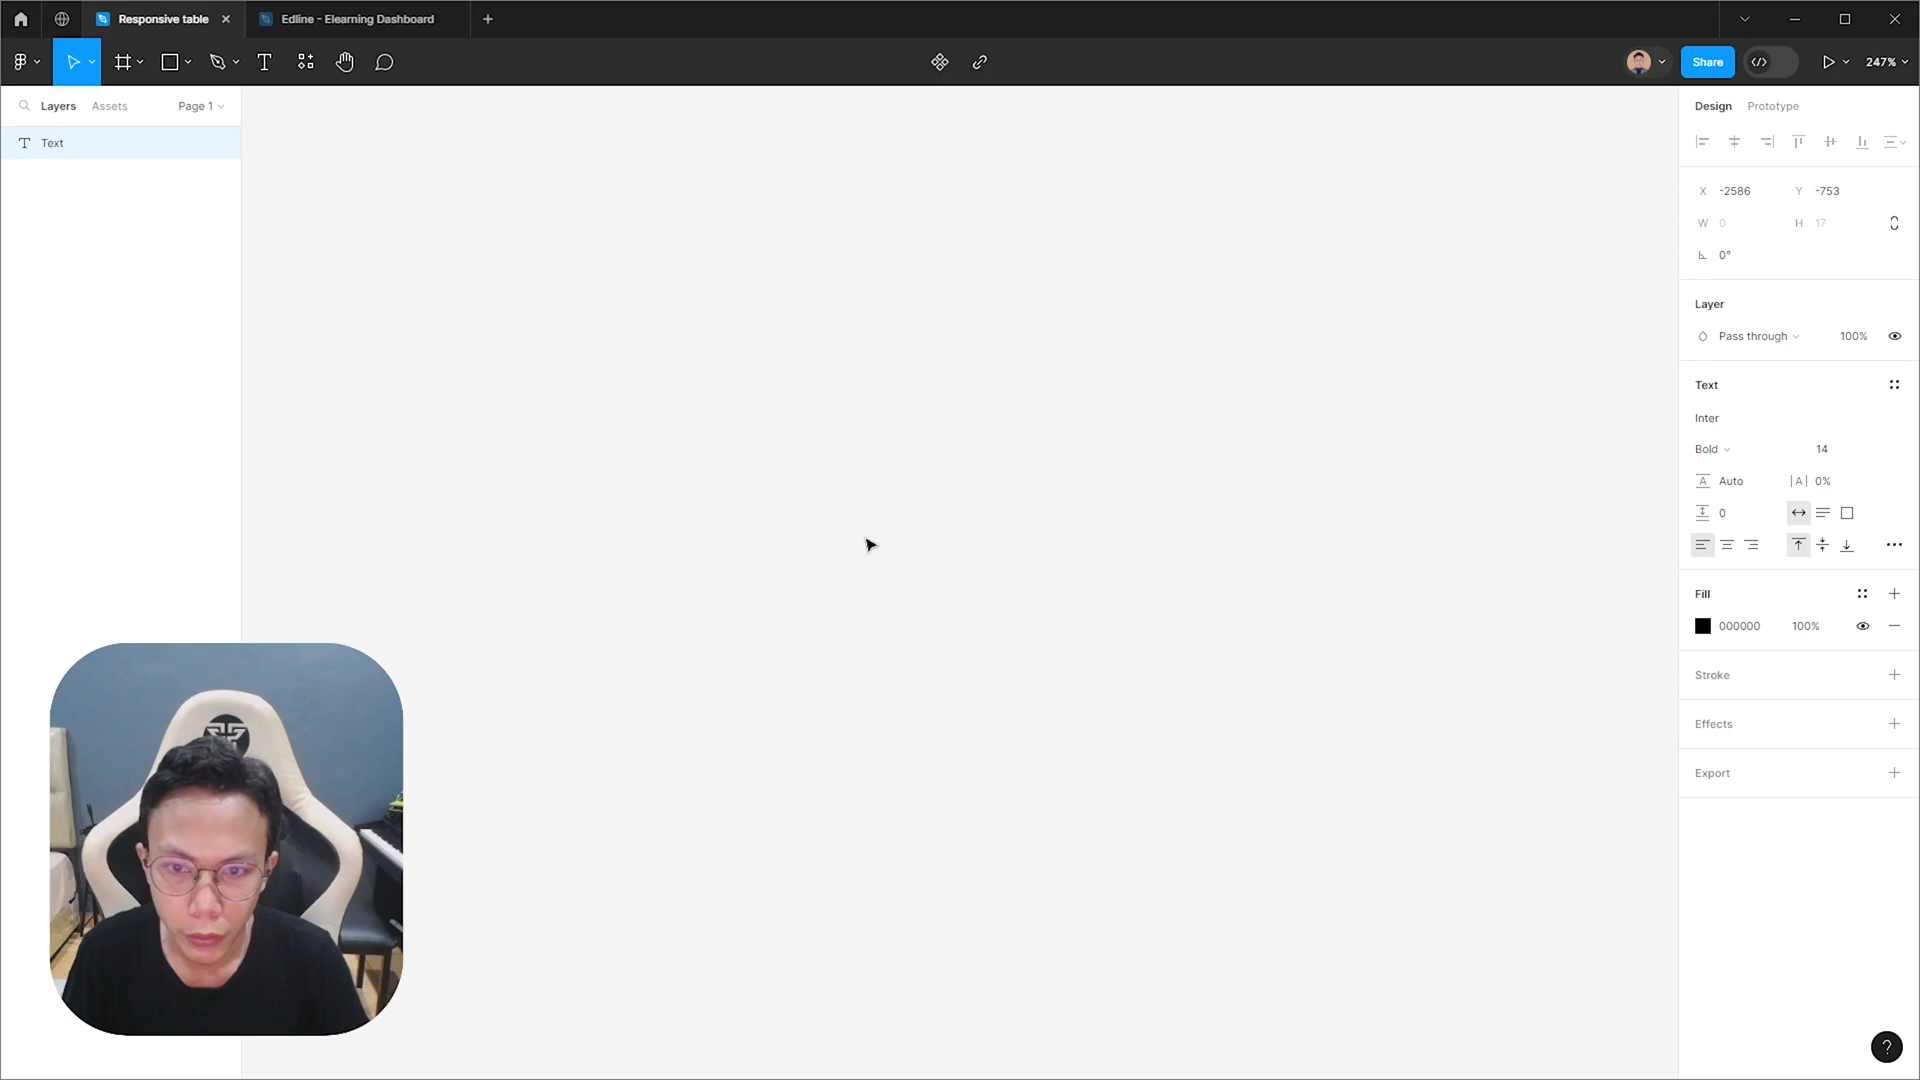 Responsive table
Edline - Elearning Dashboard
Share
247%
Layers
Assets
Page 1
Text
Design
Prototype
X -2586
Y -753
W 0
H 17
0°
Layer
Pass through
100%
Text
Inter
Bold
14
Auto
|A| 0%
0
Fill
000000
100%
Stroke
Effects
Export
?